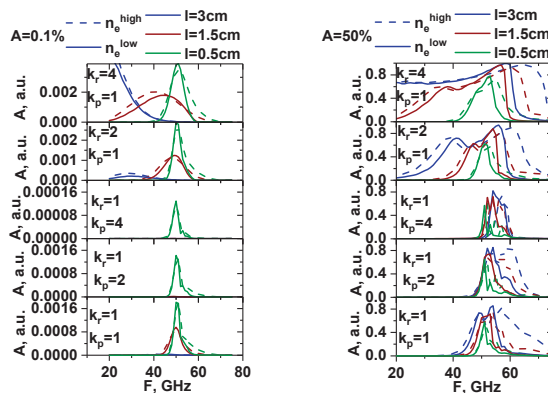 A=0.1%
n_e^high
n_e^low
l=3cm
l=1.5cm
l=0.5cm
A, a.u.
0.002
0.000
k_r=4
k_p=1
A, a.u.
0.002
0.001
0.000
k_r=2
k_p=1
A, a.u.
0.00016
0.00008
0.00000
k_r=1
k_p=4
A, a.u.
0.0016
0.0008
0.0000
k_r=1
k_p=2
A, a.u.
0.0016
0.0008
0.0000
k_r=1
k_p=1
20 40 60 80
F, GHz
A=50%
n_e^high
n_e^low
l=3cm
l=1.5cm
l=0.5cm
A, a.u.
0.8
0.4
0.0
k_r=4
k_p=1
A, a.u.
0.8
0.4
0.0
k_r=2
k_p=1
A, a.u.
0.8
0.4
0.0
k_r=1
k_p=4
A, a.u.
0.8
0.4
0.0
k_r=1
k_p=2
A, a.u.
0.8
0.4
0.0
k_r=1
k_p=1
20 40 60
F, GHz